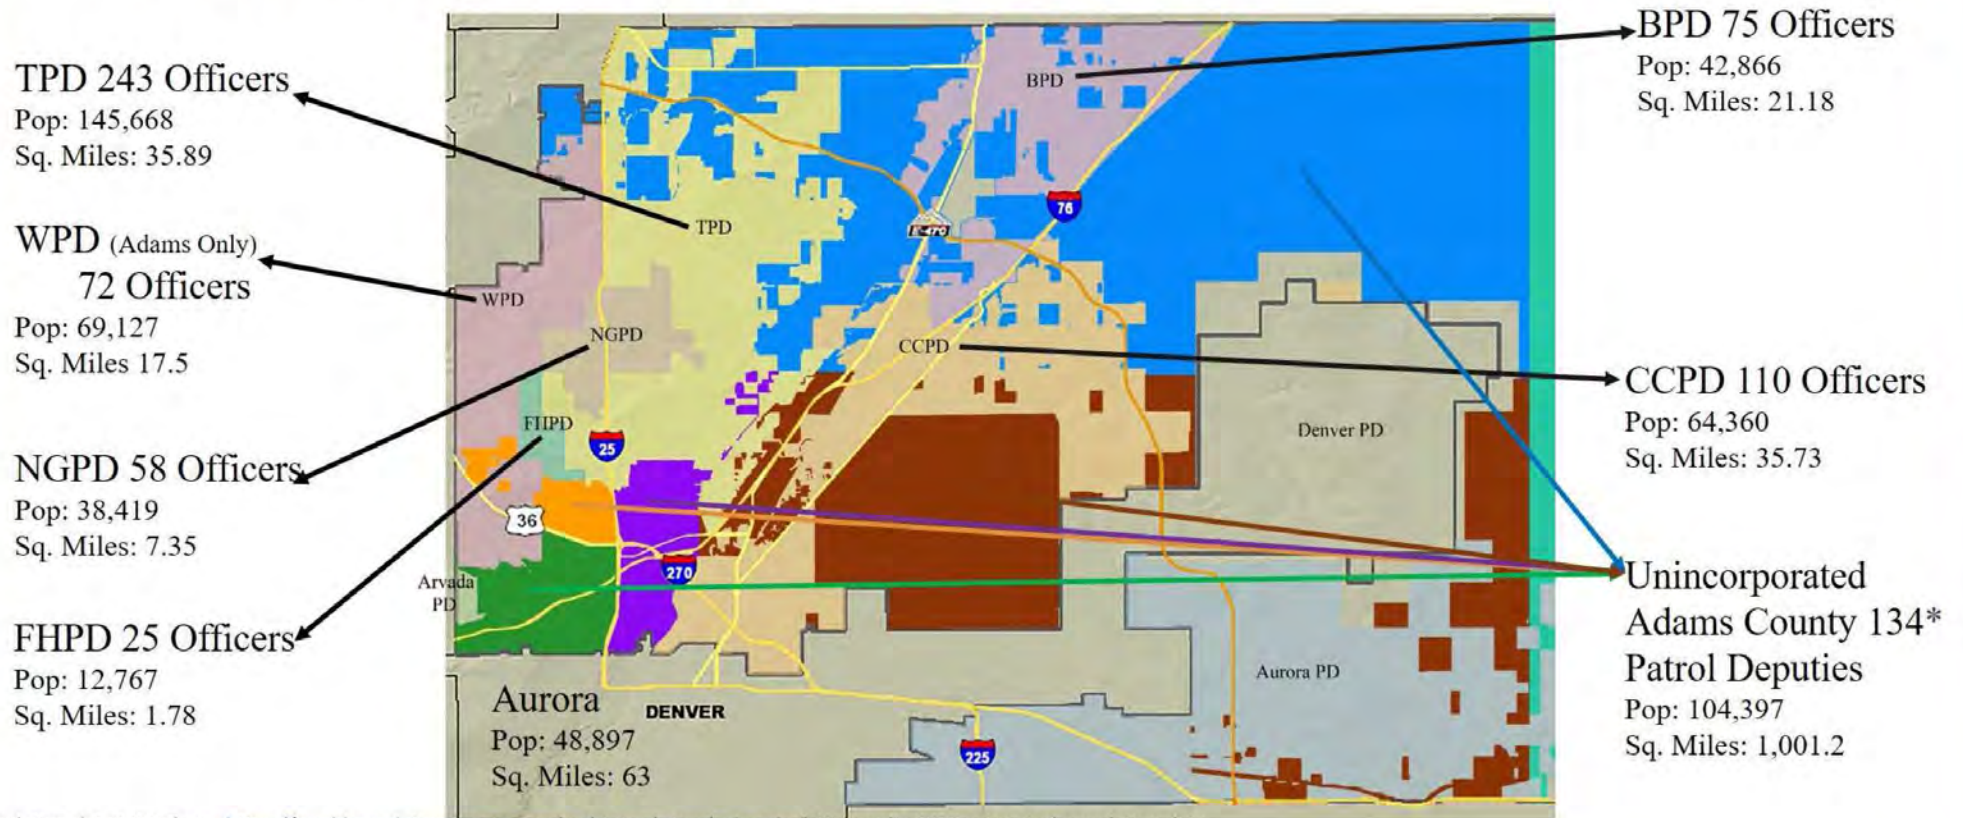 TPD 243 Officers
Pop: 145,668
Sq. Miles: 35.89
WPD (Adams Only)
72 Officers
Pop: 69,127
Sq. Miles 17.5
NGPD 58 Officers
Pop: 38,419
Sq. Miles: 7.35
FHPD 25 Officers
Pop: 12,767
Sq. Miles: 1.78
BPD
TPD
WPD
NGPD
CCPD
FHPD
Denver PD
Arvada
PD
Aurora PD
E-470
76
25
36
270
225
DENVER
Aurora
Pop: 48,897
Sq. Miles: 63
BPD 75 Officers
Pop: 42,866
Sq. Miles: 21.18
CCPD 110 Officers
Pop: 64,360
Sq. Miles: 35.73
Unincorporated
Adams County 134*
Patrol Deputies
Pop: 104,397
Sq. Miles: 1,001.2